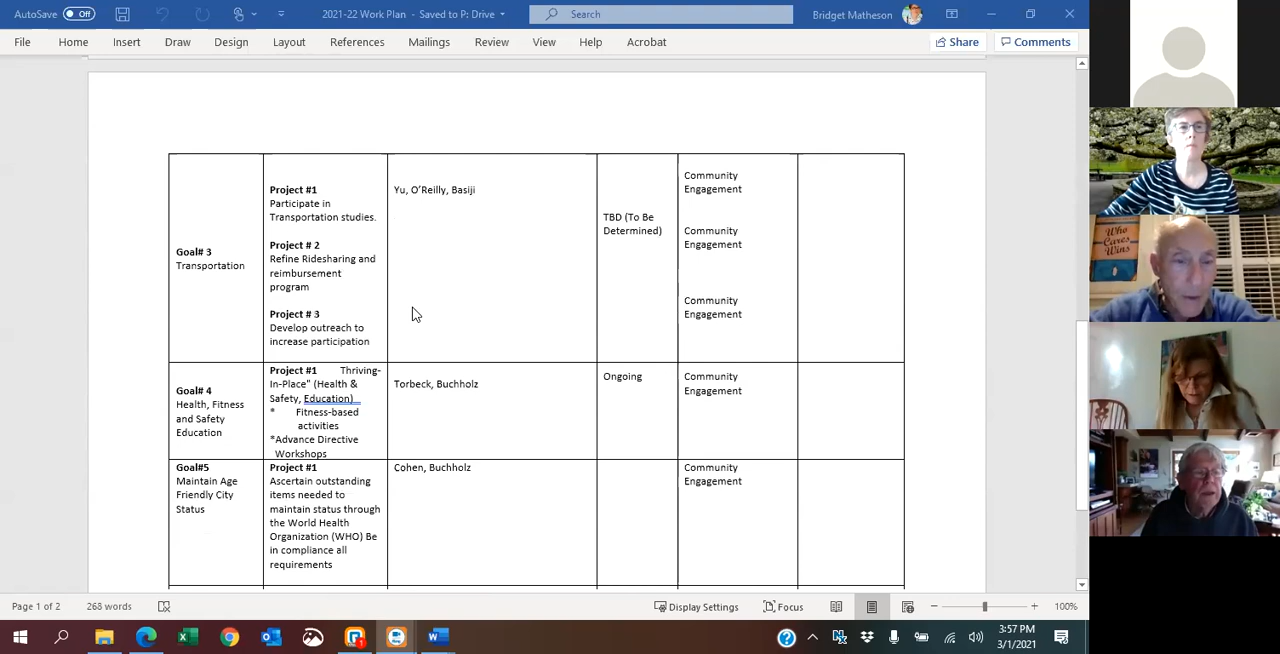 AutoSave Off 2021-22 Work Plan - Saved to P: Drive Search Bridget Matheson
File Home Insert Draw Design Layout References Mailings Review View Help Acrobat Share Comments
Goal# 3
Transportation
Project #1
Participate in
Transportation studies.
Project # 2
Refine Ridesharing and
reimbursement
program
Project # 3
Develop outreach to
increase participation
Yu, O'Reilly, Basiji
TBD (To Be
Determined)
Community
Engagement
Community
Engagement
Community
Engagement
Goal# 4
Health, Fitness
and Safety
Education
Project #1 Thriving-
In-Place" (Health &
Safety, Education)
* Fitness-based
activities
*Advance Directive
Workshops
Torbeck, Buchholz
Ongoing
Community
Engagement
Goal#5
Maintain Age
Friendly City
Status
Project #1
Ascertain outstanding
items needed to
maintain status through
the World Health
Organization (WHO) Be
in compliance all
requirements
Cohen, Buchholz
Community
Engagement
Who
Cares
Wins
Page 1 of 2 268 words Display Settings Focus 100%
3:57 PM
3/1/2021